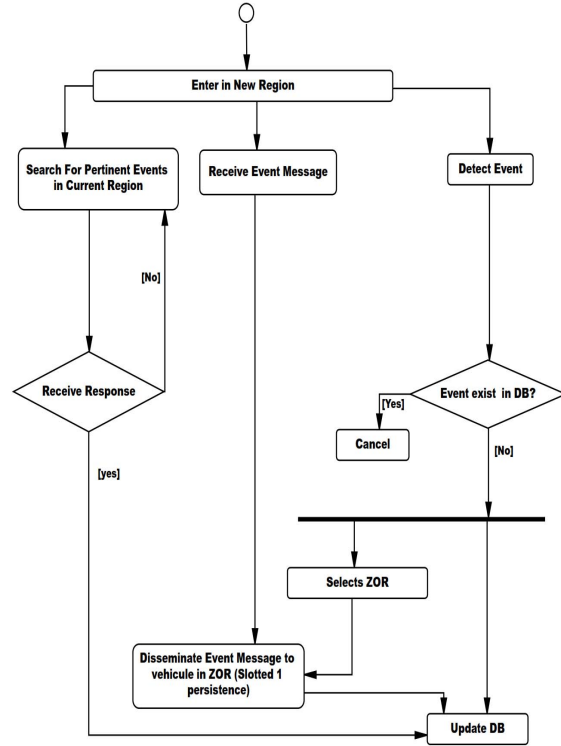 Enter in New Region
Search For Pertinent Events
in Current Region
Receive Event Message
Detect Event
[No]
Receive Response
Event exist in DB?
[Yes]
Cancel
[No]
[yes]
Selects ZOR
Disseminate Event Message to
vehicule in ZOR (Slotted 1
persistence)
Update DB